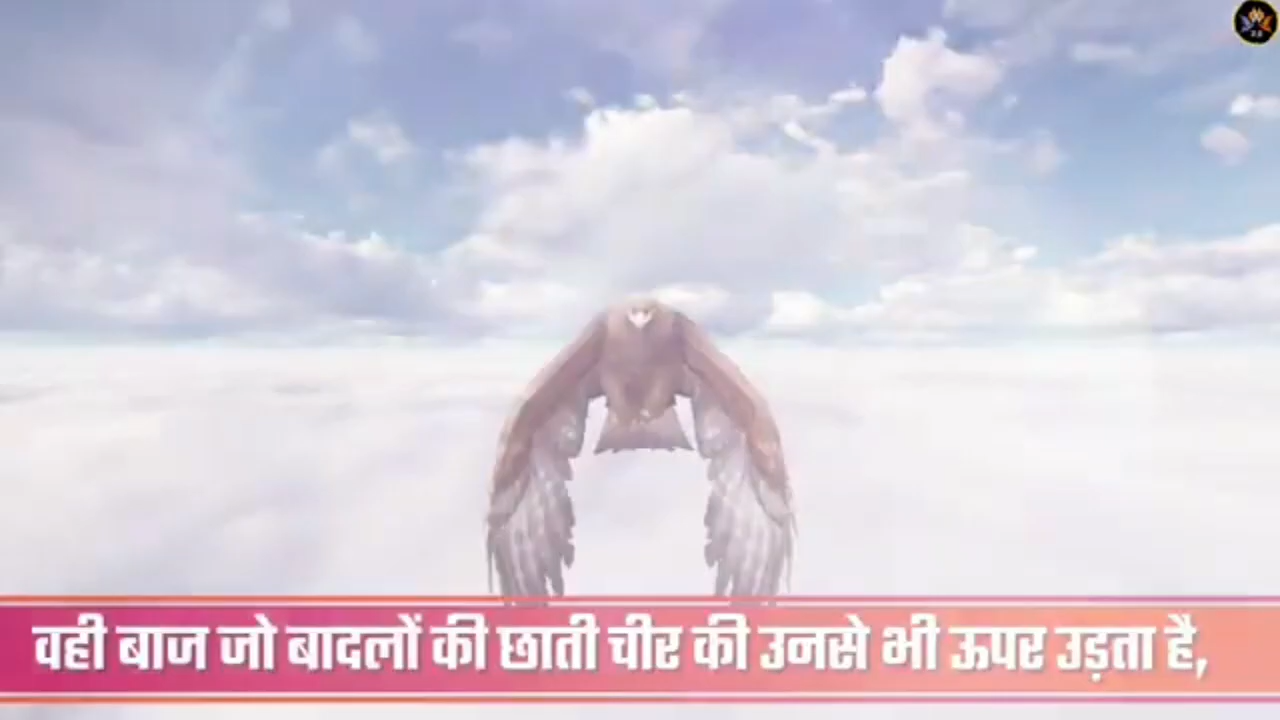 वही बाज जो बादलों की छाती चीर की उनसे भी ऊपर उड़ता है,